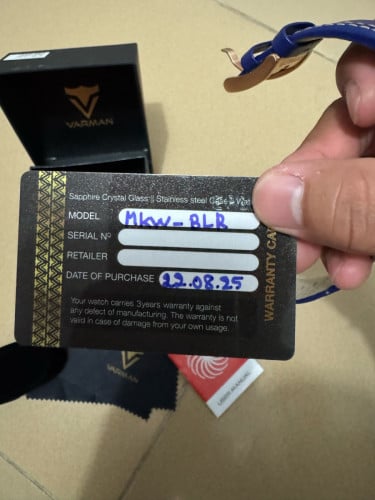 VARMAN
Sapphire Crystal Glass | Stainless steel Case
MODEL MKW-BLR
SERIAL Nº
RETAILER
DATE OF PURCHASE 22.08.25
Your watch carries 3years warranty against
any defect of manufacturing. The warranty is not
valid in case of damage from your own usage.
WARRANTY
VARMAN
USER MANUAL